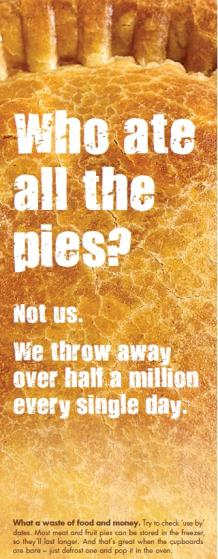 Who ate
all the
pies?
Not us.
We throw away
over half a million
every single day.
What a waste of food and money. Try to check 'use by'
dates. Most meat and fruit pies can be stored in the freezer,
so they'll last longer. And that's great when the cupboards
are bare – just defrost one and pop it in the oven.